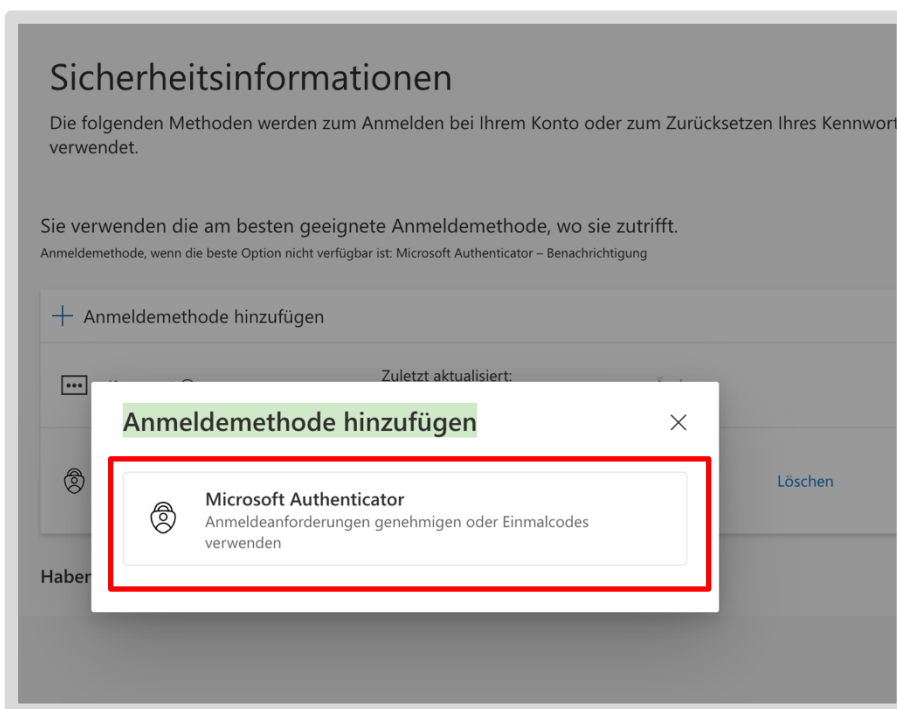 Sicherheitsinformationen
Die folgenden Methoden werden zum Anmelden bei Ihrem Konto oder zum Zurücksetzen Ihres Kennwort
verwendet.
Sie verwenden die am besten geeignete Anmeldemethode, wo sie zutrifft.
Anmeldemethode, wenn die beste Option nicht verfügbar ist: Microsoft Authenticator – Benachrichtigung
+ Anmeldemethode hinzufügen
Zuletzt aktualisiert:
Anmeldemethode hinzufügen
Microsoft Authenticator
Anmeldeanforderungen genehmigen oder Einmalcodes
verwenden
Löschen
Haben